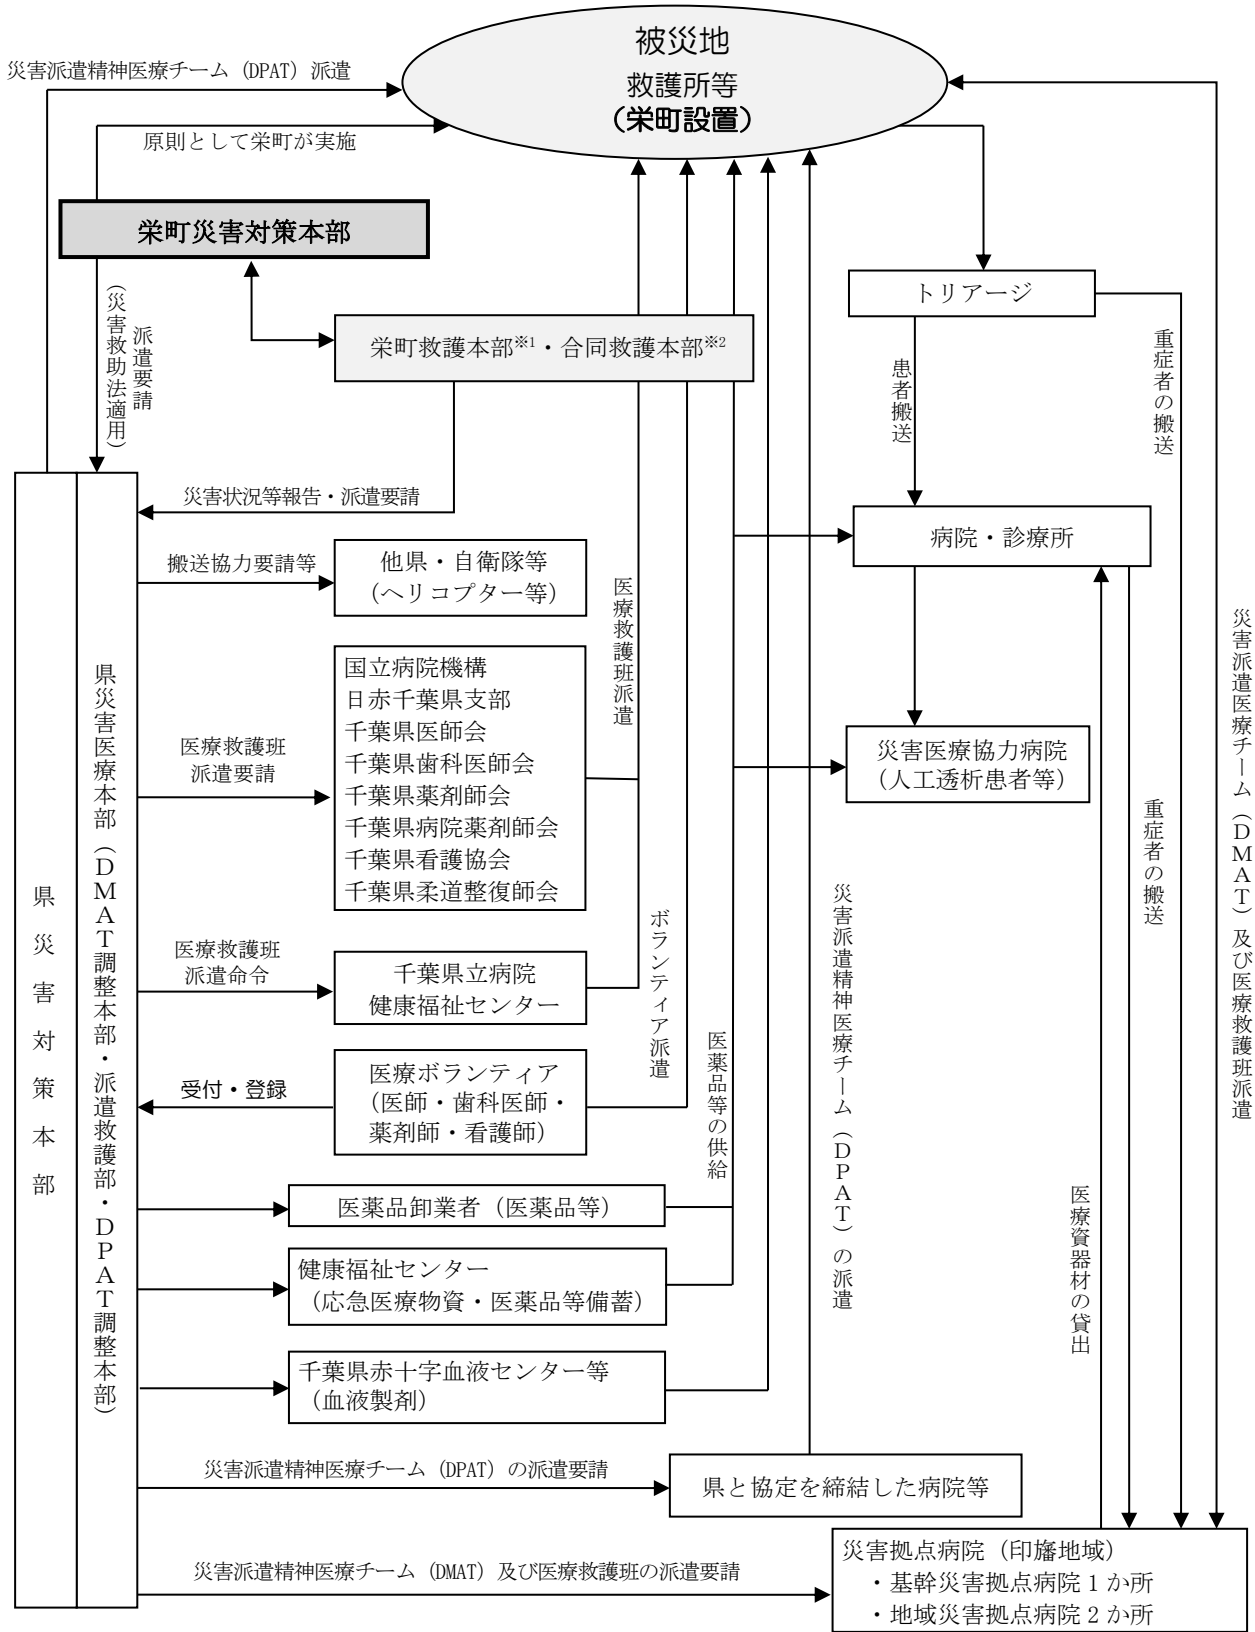 被災地
救護所等
(栄町設置)
災害派遣精神医療チーム（DPAT）派遣
原則として栄町が実施
栄町災害対策本部
派遣要請
（災害救助法適用）
栄町救護本部※1・合同救護本部※2
トリアージ
患者搬送
重症者の搬送
災害状況等報告・派遣要請
病院・診療所
搬送協力要請等
他県・自衛隊等
（ヘリコプター等）
医療救護班派遣
医療救護班
派遣要請
国立病院機構
日赤千葉県支部
千葉県医師会
千葉県歯科医師会
千葉県薬剤師会
千葉県病院薬剤師会
千葉県看護協会
千葉県柔道整復師会
災害医療協力病院
（人工透析患者等）
重症者の搬送
災害派遣医療チーム（ＤＭＡＴ）及び医療救護班派遣
県災害対策本部
県災害医療本部（ＤＭＡＴ調整本部・派遣救護部・ＤＰＡＴ調整本部）
医療救護班
派遣命令
千葉県立病院
健康福祉センター
ボランティア派遣
受付・登録
医療ボランティア
（医師・歯科医師・
薬剤師・看護師）
医薬品等の供給
災害派遣精神医療チーム（ＤＰＡＴ）の派遣
医薬品卸業者（医薬品等）
健康福祉センター
（応急医療物資・医薬品等備蓄）
医療資器材の貸出
千葉県赤十字血液センター等
（血液製剤）
災害派遣精神医療チーム（DPAT）の派遣要請
県と協定を締結した病院等
災害派遣精神医療チーム（DMAT）及び医療救護班の派遣要請
災害拠点病院（印旛地域）
・基幹災害拠点病院１か所
・地域災害拠点病院２か所